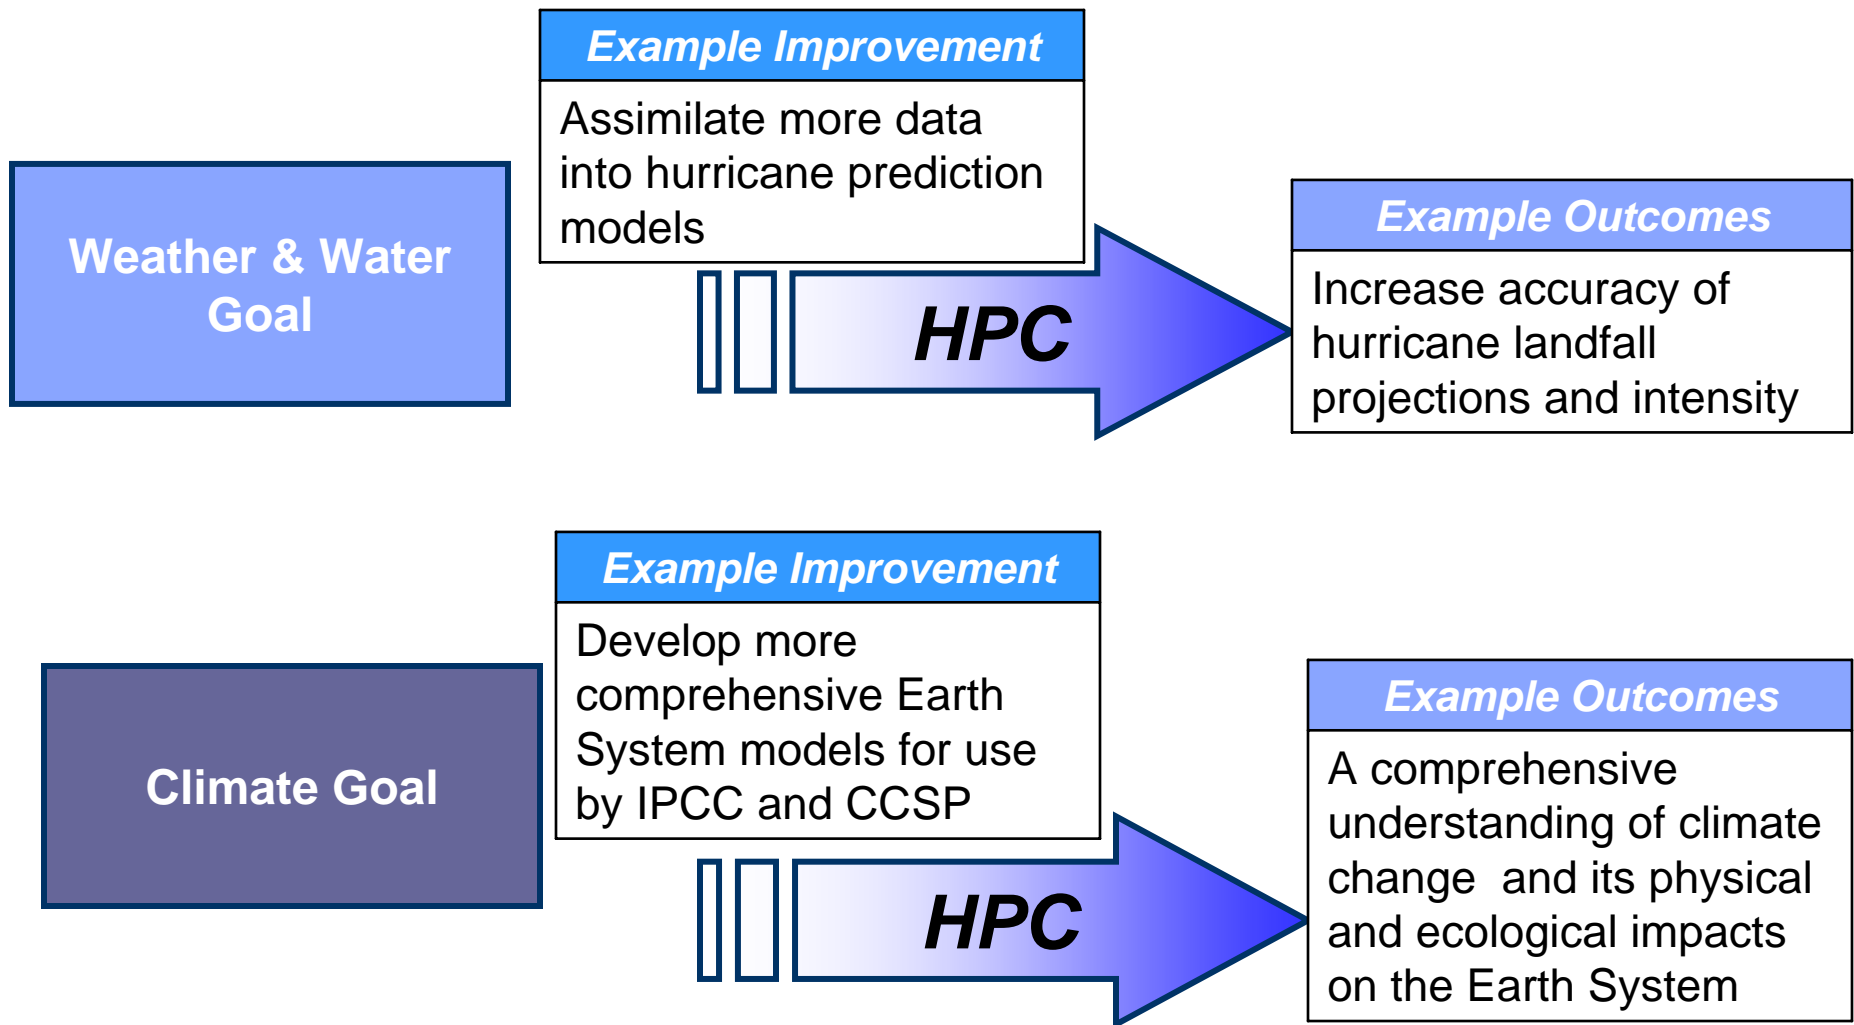 Example Improvement
Assimilate more data
into hurricane prediction
models
Weather & Water
Goal
HPC
Example Outcomes
Increase accuracy of
hurricane landfall
projections and intensity
Example Improvement
Develop more
comprehensive Earth
System models for use
by IPCC and CCSP
Climate Goal
HPC
Example Outcomes
A comprehensive
understanding of climate
change  and its physical
and ecological impacts
on the Earth System